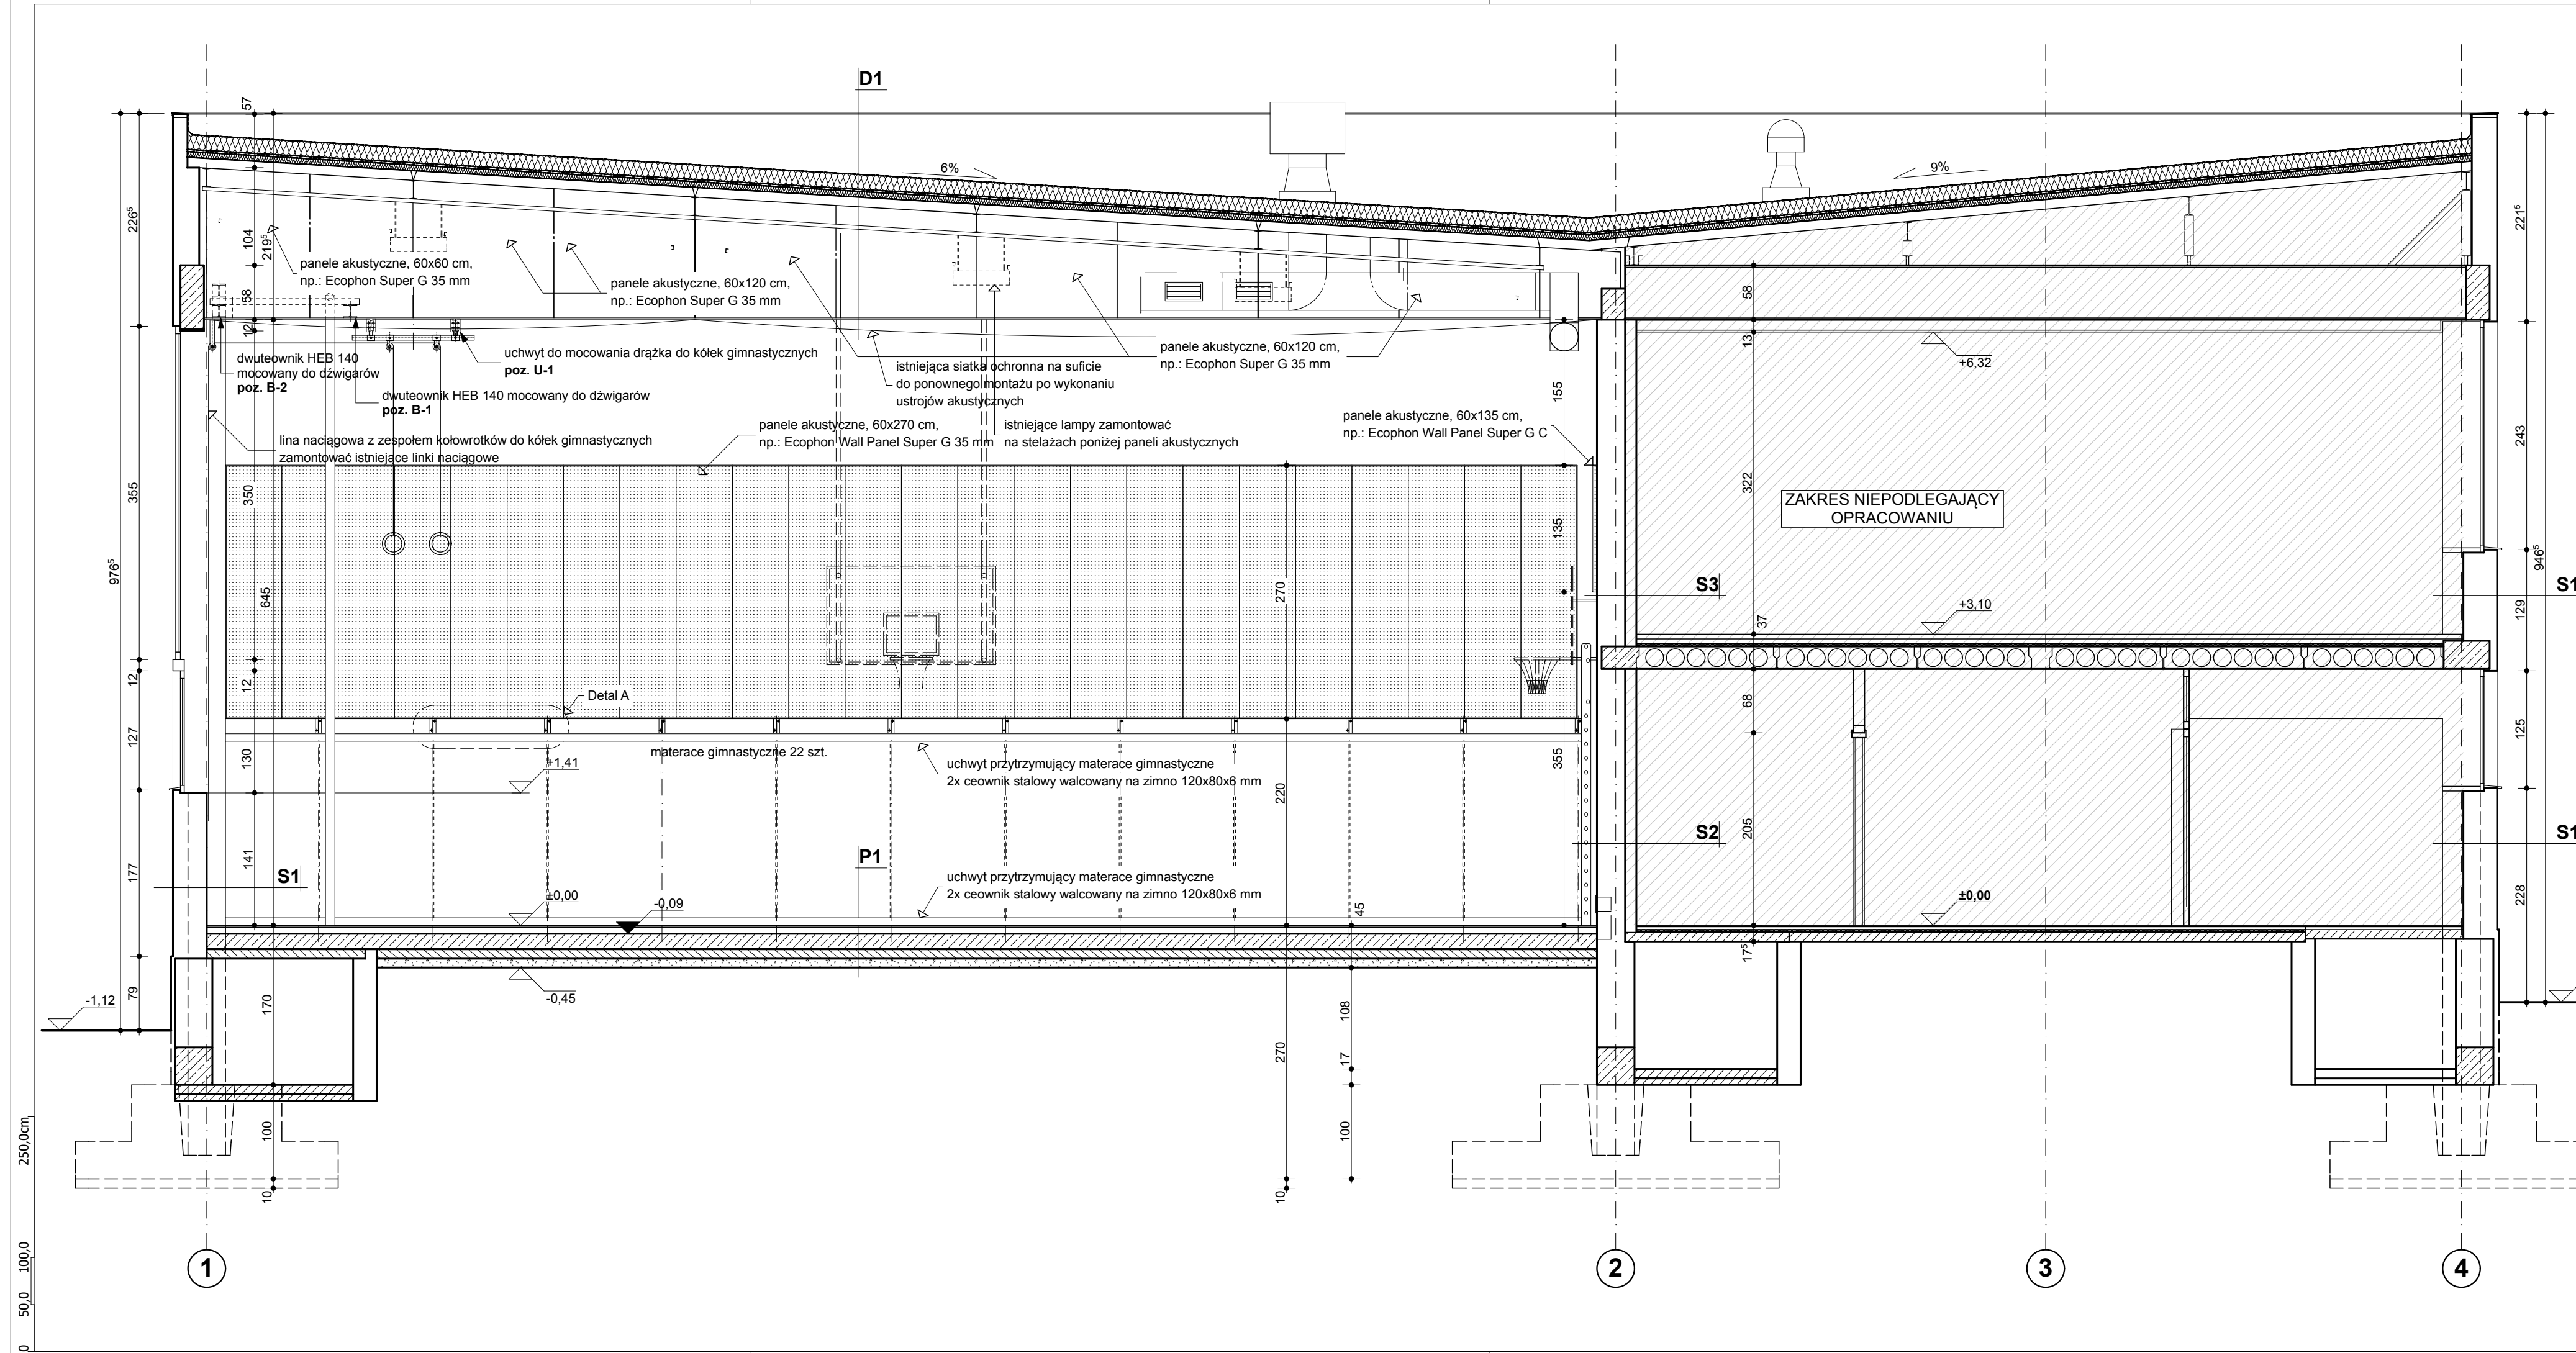 D1
57
6%
9%
226⁵
104
219⁵
58
12
221⁵
panele akustyczne, 60x60 cm,
np.: Ecophon Super G 35 mm
panele akustyczne, 60x120 cm,
np.: Ecophon Super G 35 mm
58
13
+6,32
dwuteownik HEB 140
mocowany do dźwigarów
poz. B-2
uchwyt do mocowania drążka do kółek gimnastycznych
poz. U-1
dwuteownik HEB 140 mocowany do dźwigarów
poz. B-1
istniejąca siatka ochronna na suficie
do ponownego montażu po wykonaniu
ustrojów akustycznych
panele akustyczne, 60x120 cm,
np.: Ecophon Super G 35 mm
155
panele akustyczne, 60x135 cm,
np.: Ecophon Wall Panel Super G C
lina naciągowa z zespołem kołowrotków do kółek gimnastycznych
zamontować istniejące linki naciągowe
panele akustyczne, 60x270 cm,
np.: Ecophon Wall Panel Super G 35 mm
istniejące lampy zamontować
na stelażach poniżej paneli akustycznych
355
350
322
243
ZAKRES NIEPODLEGAJĄCY
OPRACOWANIU
135
976⁵
645
270
946⁵
S3
S1
+3,10
37
129
12
12
Detal A
68
127
130
125
materace gimnastyczne 22 szt.
+1,41
uchwyt przytrzymujący materace gimnastyczne
2x ceownik stalowy walcowany na zimno 120x80x6 mm
355
220
S2
205
S1
141
177
P1
S1
uchwyt przytrzymujący materace gimnastyczne
2x ceownik stalowy walcowany na zimno 120x80x6 mm
±0,00
-0,09
45
±0,00
228
17⁵
-1,12
79
170
-0,45
108
270
17
100
100
10
10
250,0cm
100,0
50,0
0
1
2
3
4